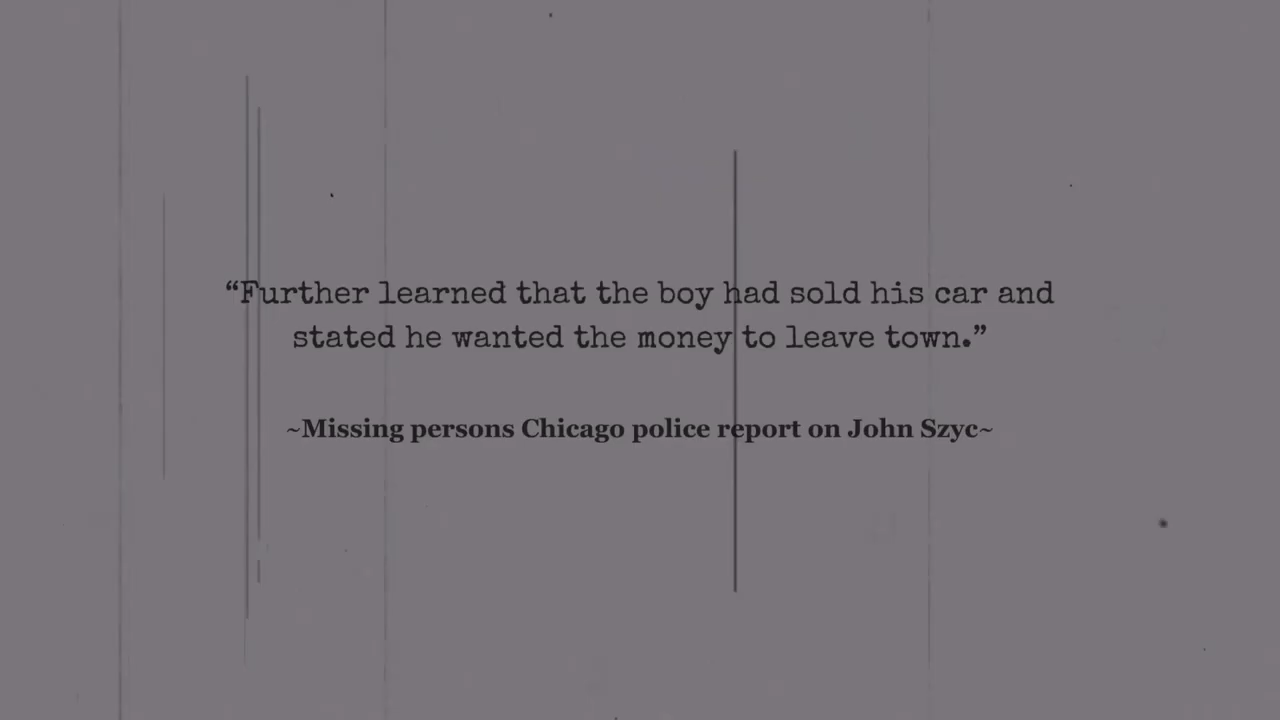 “Further learned that the boy had sold his car and
stated he wanted the money to leave town.”
~Missing persons Chicago police report on John Szyc~